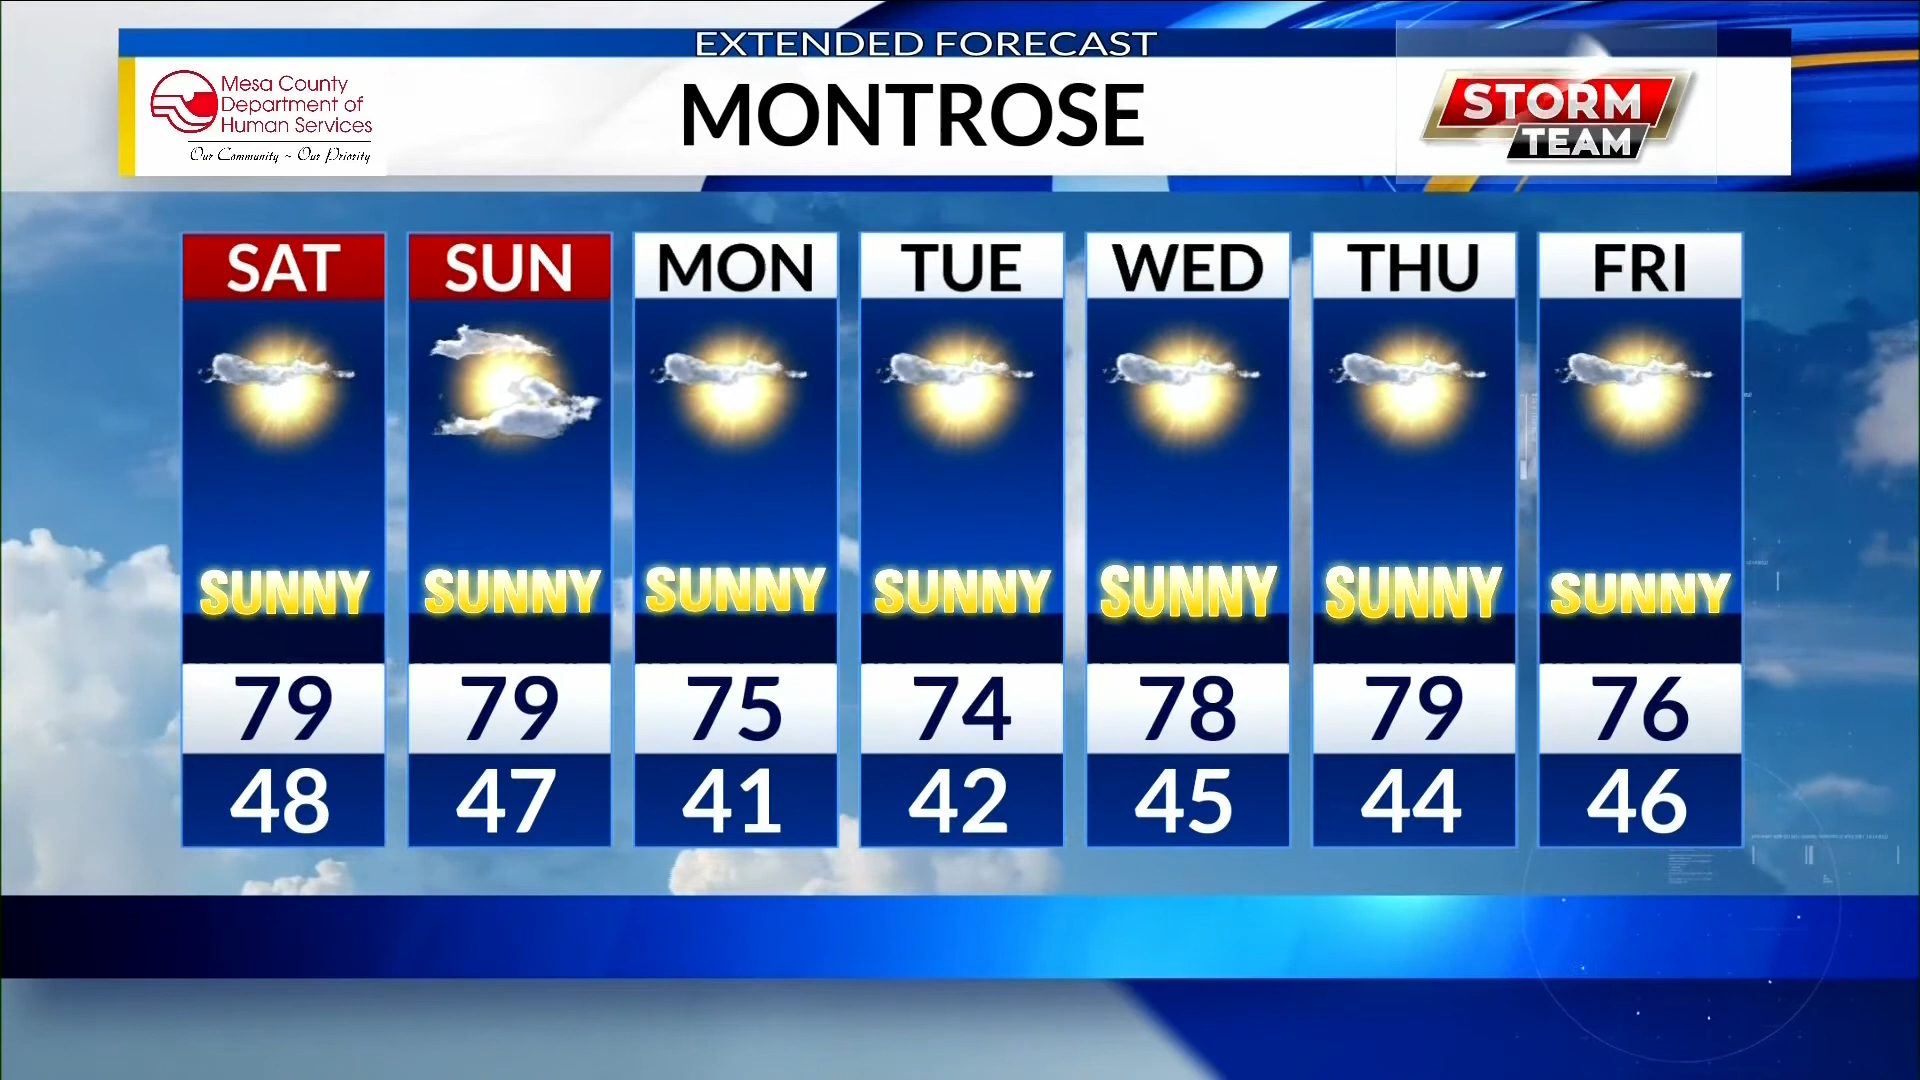 EXTENDED FORECAST
Mesa County
Department of
Human Services
Our Community ~ Our Priority
MONTROSE
STORM
TEAM
SAT SUN MON TUE WED THU FRI
SUNNY SUNNY SUNNY SUNNY SUNNY SUNNY SUNNY
79 79 75 74 78 79 76
48 47 41 42 45 44 46